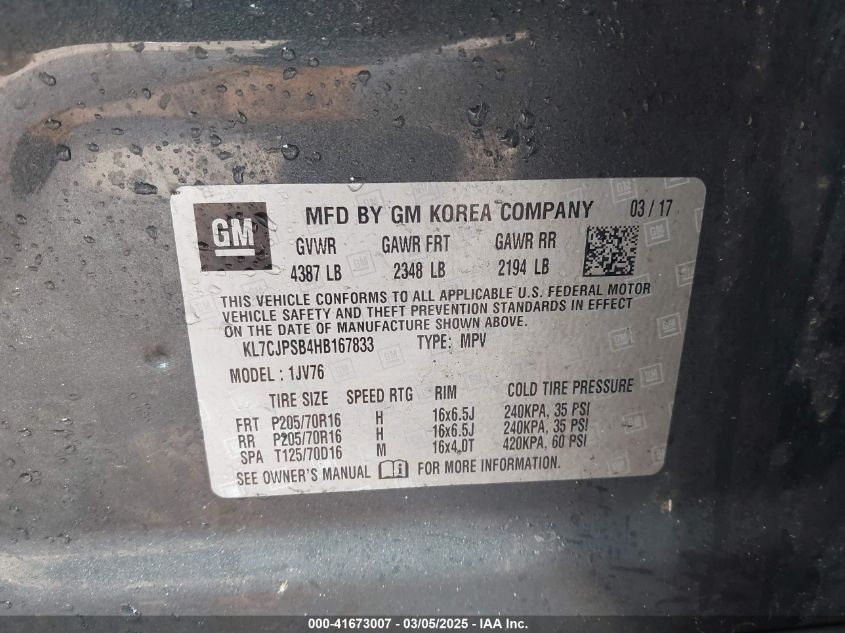 GM
MFD BY GM KOREA COMPANY 03 / 17
GVWR GAWR FRT GAWR RR
4387 LB 2348 LB 2194 LB
THIS VEHICLE CONFORMS TO ALL APPLICABLE U.S. FEDERAL MOTOR
VEHICLE SAFETY AND THEFT PREVENTION STANDARDS IN EFFECT
ON THE DATE OF MANUFACTURE SHOWN ABOVE.
KL7CJPSB4HB167833 TYPE: MPV
MODEL : 1JV76
TIRE SIZE SPEED RTG RIM COLD TIRE PRESSURE
FRT P205/70R16 H 16x6.5J 240KPA, 35 PSI
RR P205/70R16 H 16x6.5J 240KPA, 35 PSI
SPA T125/70D16 M 16x4.0T 420KPA, 60 PSI
SEE OWNER'S MANUAL FOR MORE INFORMATION.
000-41673007 - 03/05/2025 - IAA Inc.